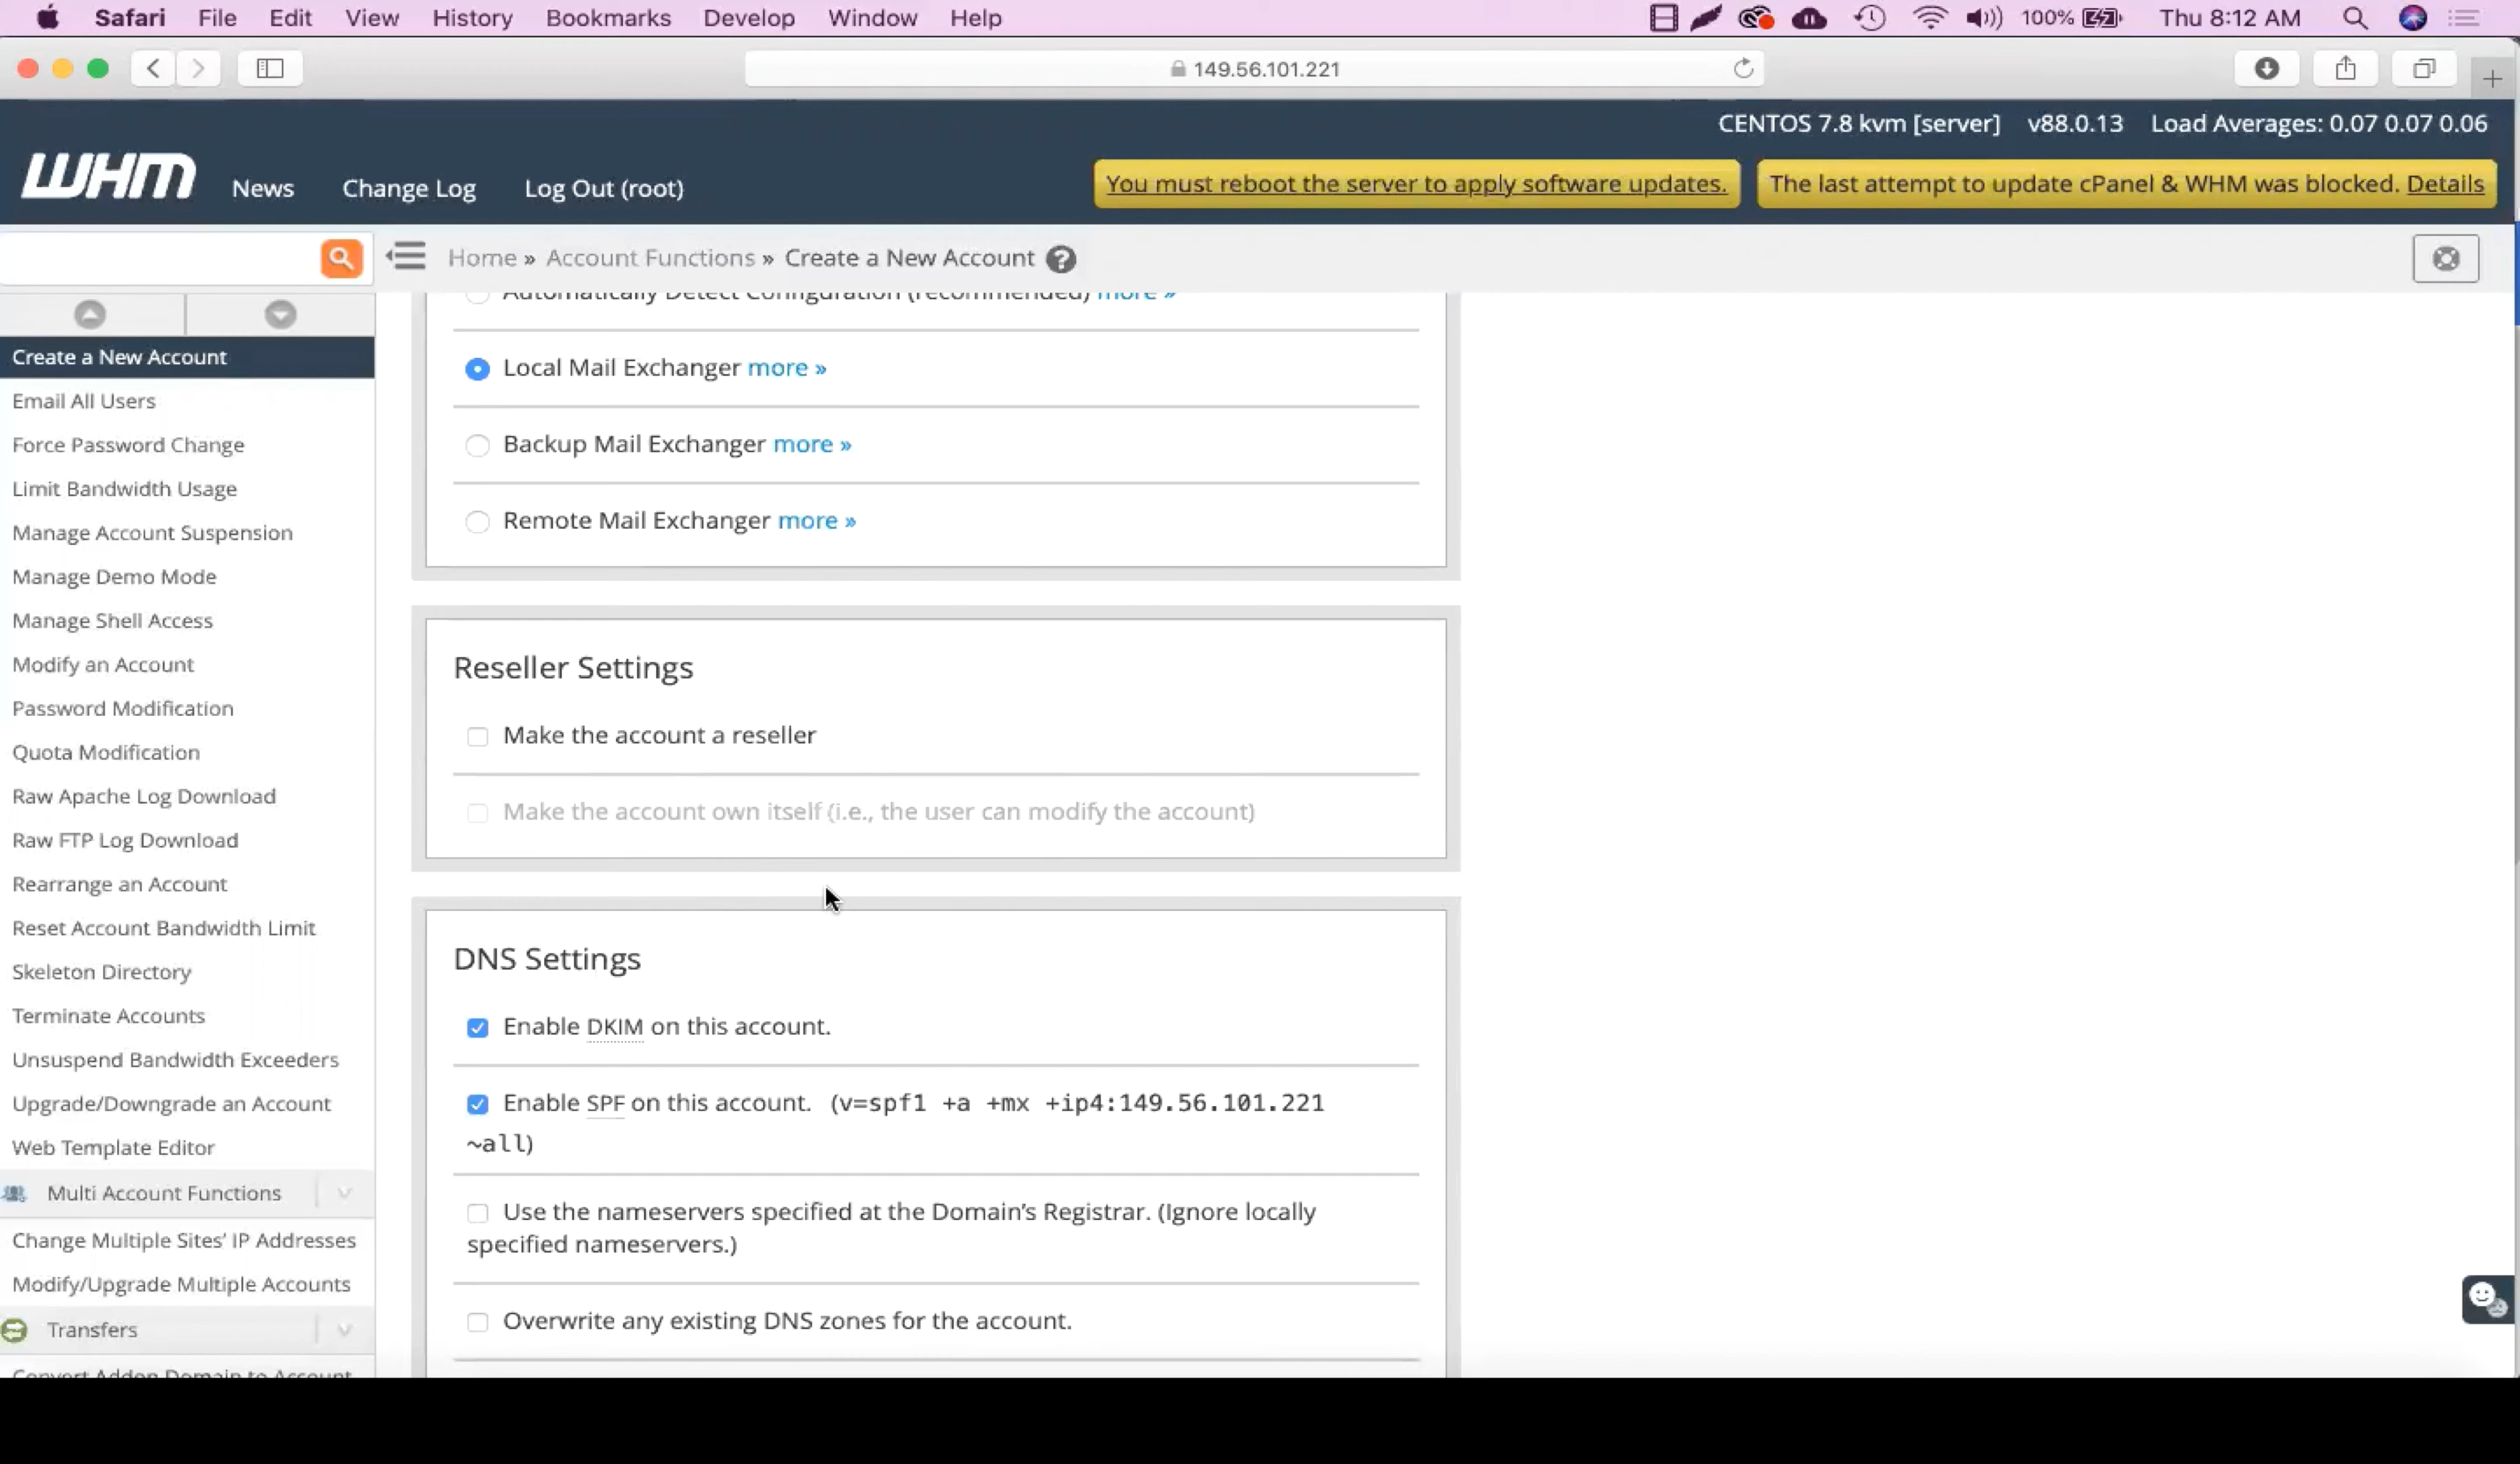 Safari File Edit View History Bookmarks Develop Window Help 100% Thu 8:12 AM
149.56.101.221
CENTOS 7.8 kvm [server] v88.0.13 Load Averages: 0.07 0.07 0.06
WHM News Change Log Log Out (root) You must reboot the server to apply software updates. The last attempt to update cPanel & WHM was blocked. Details
Home » Account Functions » Create a New Account
Create a New Account
Email All Users
Force Password Change
Limit Bandwidth Usage
Manage Account Suspension
Manage Demo Mode
Manage Shell Access
Modify an Account
Password Modification
Quota Modification
Raw Apache Log Download
Raw FTP Log Download
Rearrange an Account
Reset Account Bandwidth Limit
Skeleton Directory
Terminate Accounts
Unsuspend Bandwidth Exceeders
Upgrade/Downgrade an Account
Web Template Editor
Multi Account Functions
Change Multiple Sites' IP Addresses
Modify/Upgrade Multiple Accounts
Transfers
Convert Addon Domain to Account
Automatically Detect Configuration (recommended) more »
Local Mail Exchanger more »
Backup Mail Exchanger more »
Remote Mail Exchanger more »
Reseller Settings
Make the account a reseller
Make the account own itself (i.e., the user can modify the account)
DNS Settings
Enable DKIM on this account.
Enable SPF on this account. (v=spf1 +a +mx +ip4:149.56.101.221
~all)
Use the nameservers specified at the Domain's Registrar. (Ignore locally
specified nameservers.)
Overwrite any existing DNS zones for the account.